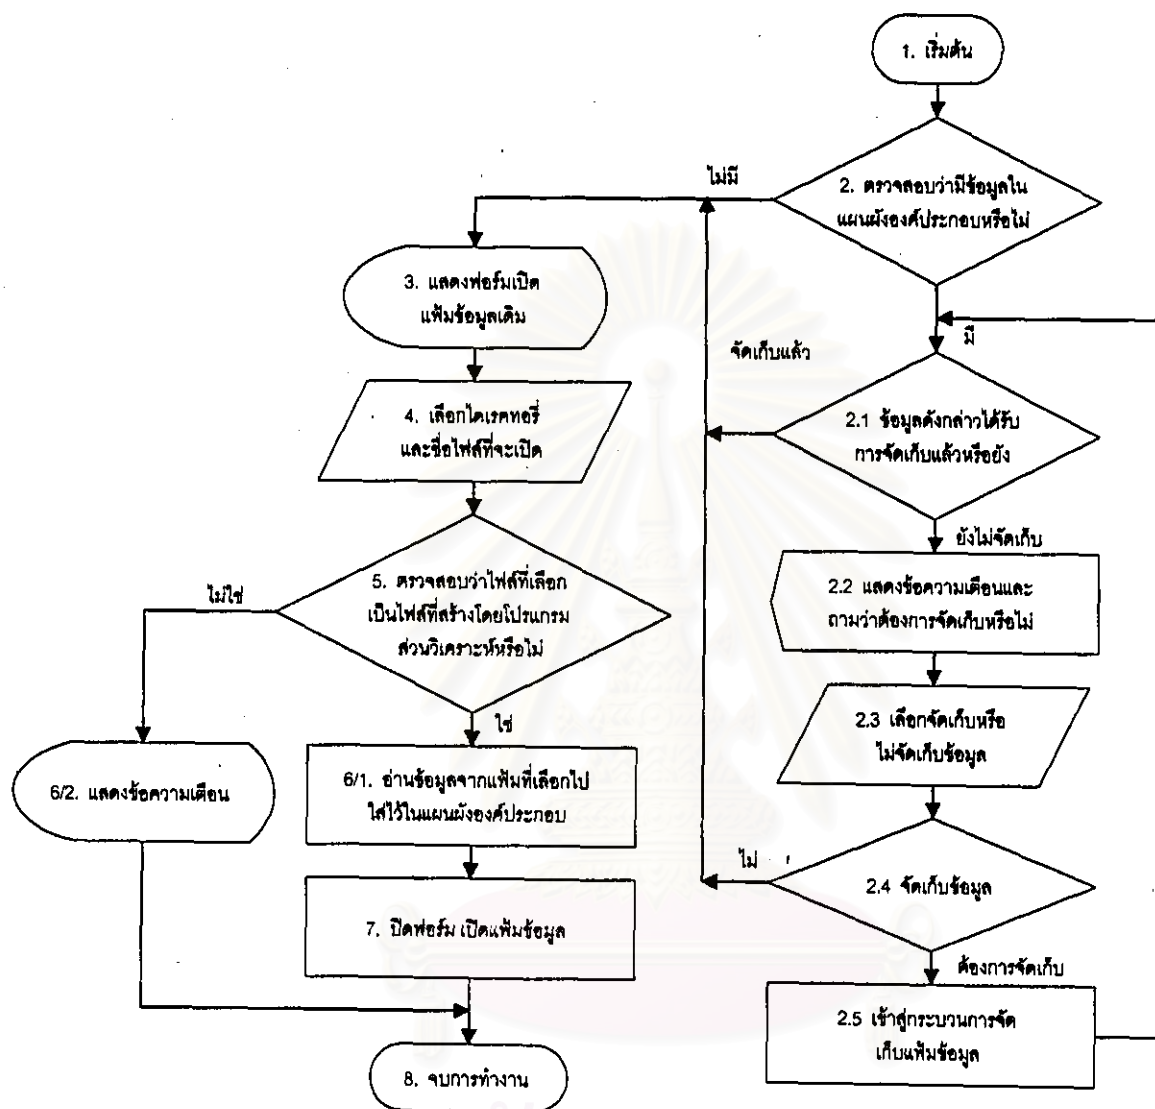 1. เริ่มต้น
ไม่มี
2. ตรวจสอบว่ามีข้อมูลใน
แผนผังองค์ประกอบหรือไม่
3. แสดงฟอร์มเปิด
แฟ้มข้อมูลเดิม
มี
จัดเก็บแล้ว
4. เลือกไดเรคทอรี่
และชื่อไฟล์ที่จะเปิด
2.1 ข้อมูลดังกล่าวได้รับ
การจัดเก็บแล้วหรือยัง
ยังไม่จัดเก็บ
ไม่ใช่
5. ตรวจสอบว่าไฟล์ที่เลือก
เป็นไฟล์ที่สร้างโดยโปรแกรม
ส่วนวิเคราะห์หรือไม่
2.2 แสดงข้อความเตือนและ
ถามว่าต้องการจัดเก็บหรือไม่
ใช่
2.3 เลือกจัดเก็บหรือ
ไม่จัดเก็บข้อมูล
6/2. แสดงข้อความเตือน
6/1. อ่านข้อมูลจากแฟ้มที่เลือกไป
ใส่ไว้ในแผนผังองค์ประกอบ
ไม่
2.4 จัดเก็บข้อมูล
7. ปิดฟอร์ม เปิดแฟ้มข้อมูล
ต้องการจัดเก็บ
2.5 เข้าสู่กระบวนการจัด
เก็บแฟ้มข้อมูล
8. จบการทำงาน